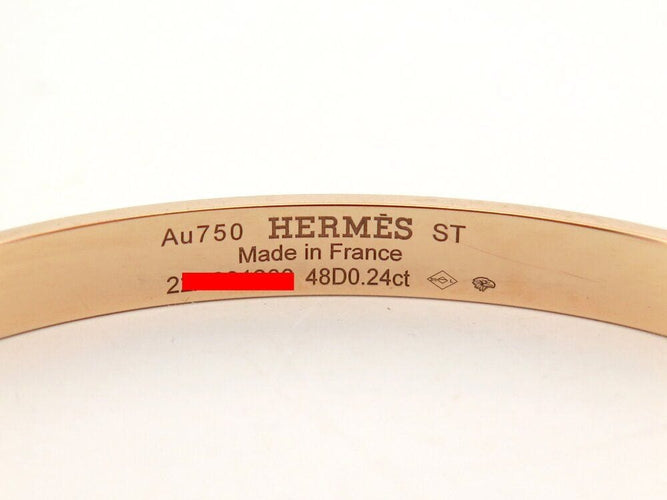 Au750 HERMÈS ST
Made in France
48D0.24ct